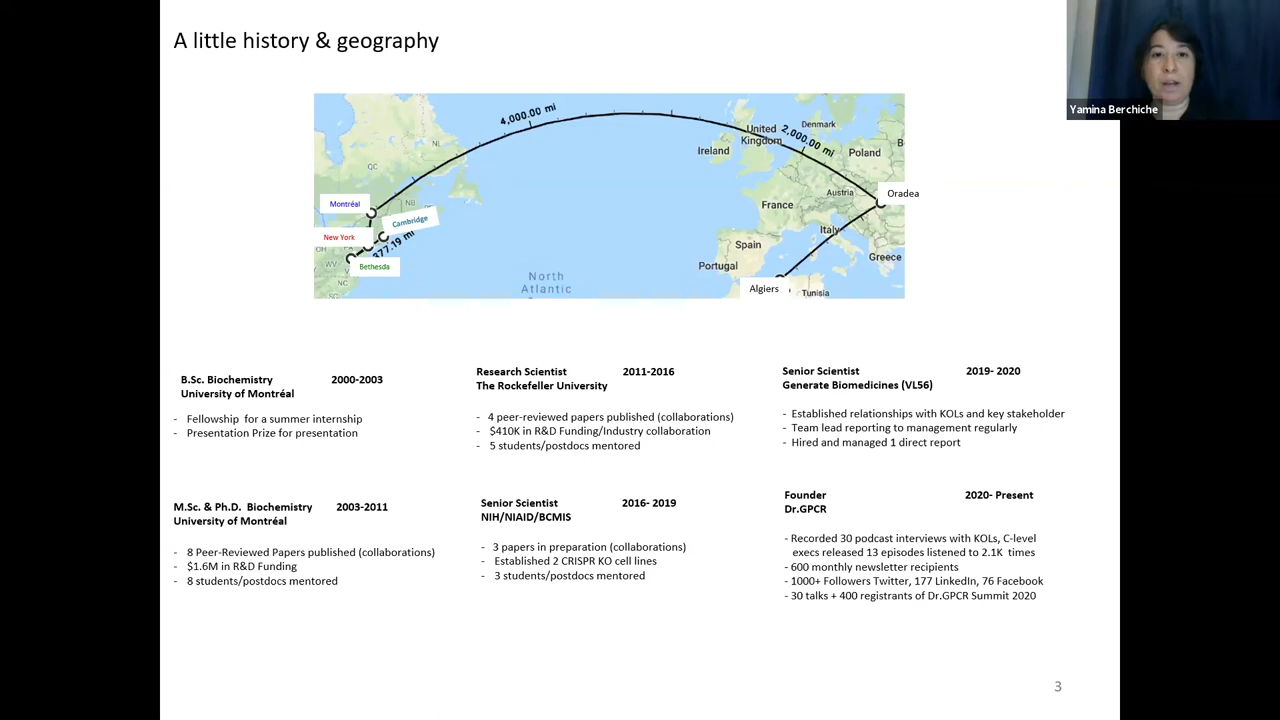 A little history & geography
Yamina Berchiche
4,000.00 mi
2,000.00 mi
NL
United
Kingdom
Denmark
Ireland
Poland
B
QC
Montréal
NB
Cambridge
Austria
Oradea
France
New York
OH
377.19 mi
Italy
Spain
Portugal
Greece
WV
Bethesda
NC
SC
North
Atlantic
Algiers
Tunisia
B.Sc. Biochemistry 2000-2003
University of Montréal
- Fellowship for a summer internship
- Presentation Prize for presentation
M.Sc. & Ph.D. Biochemistry 2003-2011
University of Montréal
- 8 Peer-Reviewed Papers published (collaborations)
- $1.6M in R&D Funding
- 8 students/postdocs mentored
Research Scientist 2011-2016
The Rockefeller University
- 4 peer-reviewed papers published (collaborations)
- $410K in R&D Funding/Industry collaboration
- 5 students/postdocs mentored
Senior Scientist 2016- 2019
NIH/NIAID/BCMIS
- 3 papers in preparation (collaborations)
- Established 2 CRISPR KO cell lines
- 3 students/postdocs mentored
Senior Scientist 2019- 2020
Generate Biomedicines (VL56)
- Established relationships with KOLs and key stakeholder
- Team lead reporting to management regularly
- Hired and managed 1 direct report
Founder 2020- Present
Dr.GPCR
- Recorded 30 podcast interviews with KOLs, C-level
execs released 13 episodes listened to 2.1K times
- 600 monthly newsletter recipients
- 1000+ Followers Twitter, 177 LinkedIn, 76 Facebook
- 30 talks + 400 registrants of Dr.GPCR Summit 2020
3